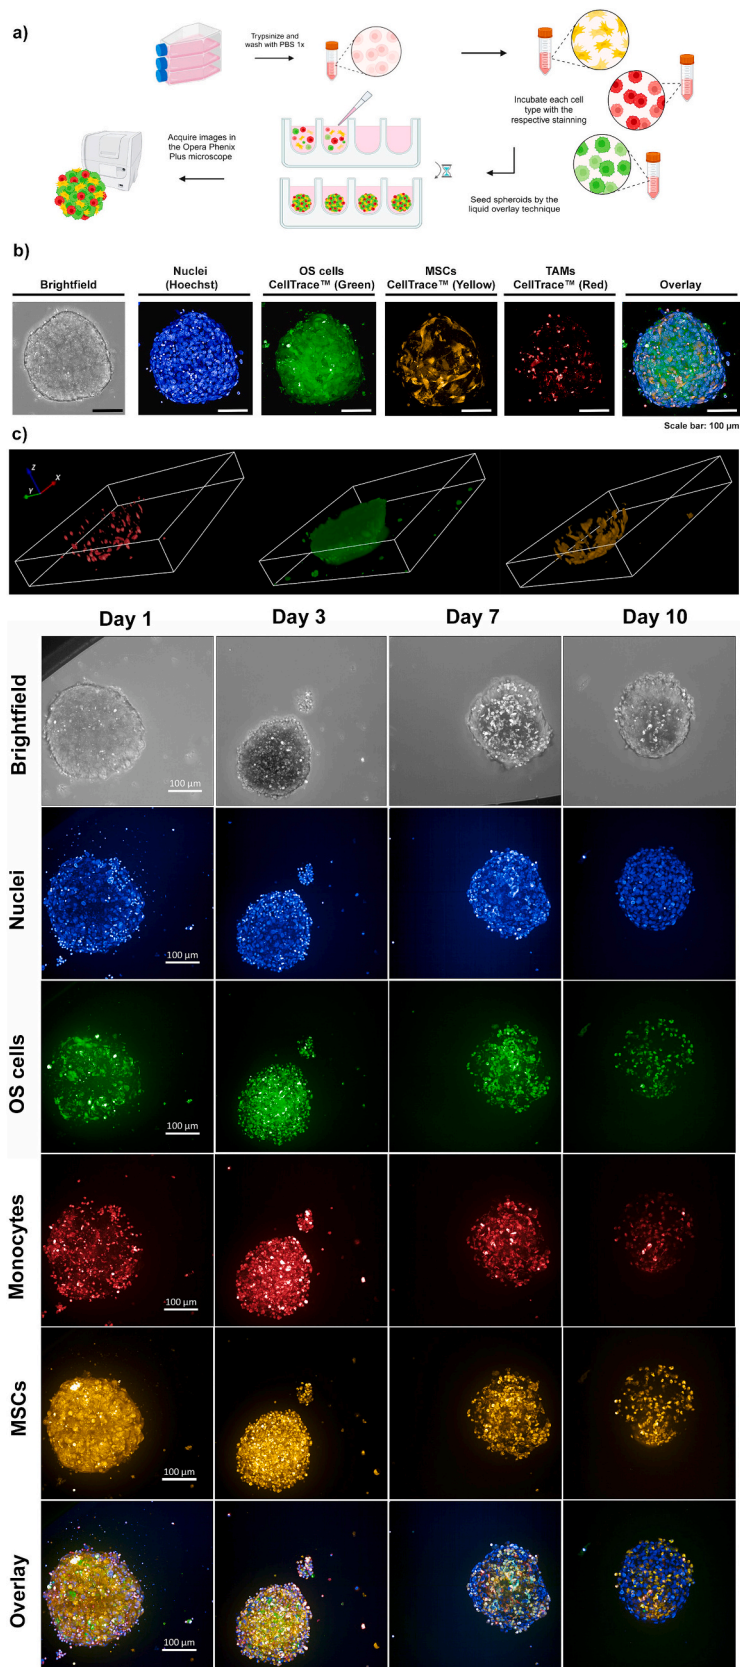 a)
Trypsinize and
wash with PBS 1x
Incubate each cell
type with the
respective stainning
Acquire images in
the Opera Phenix
Plus microscope
Seed spheroids by the
liquid overlay technique
b)
Brightfield
Nuclei
(Hoechst)
OS cells
CellTrace™ (Green)
MSCs
CellTrace™ (Yellow)
TAMs
CellTrace™ (Red)
Overlay
Scale bar: 100 µm
c)
Z
X
Y
Day 1 Day 3 Day 7 Day 10
Brightfield
100 µm
Nuclei
100 µm
OS cells
100 µm
Monocytes
100 µm
MSCs
100 µm
Overlay
100 µm